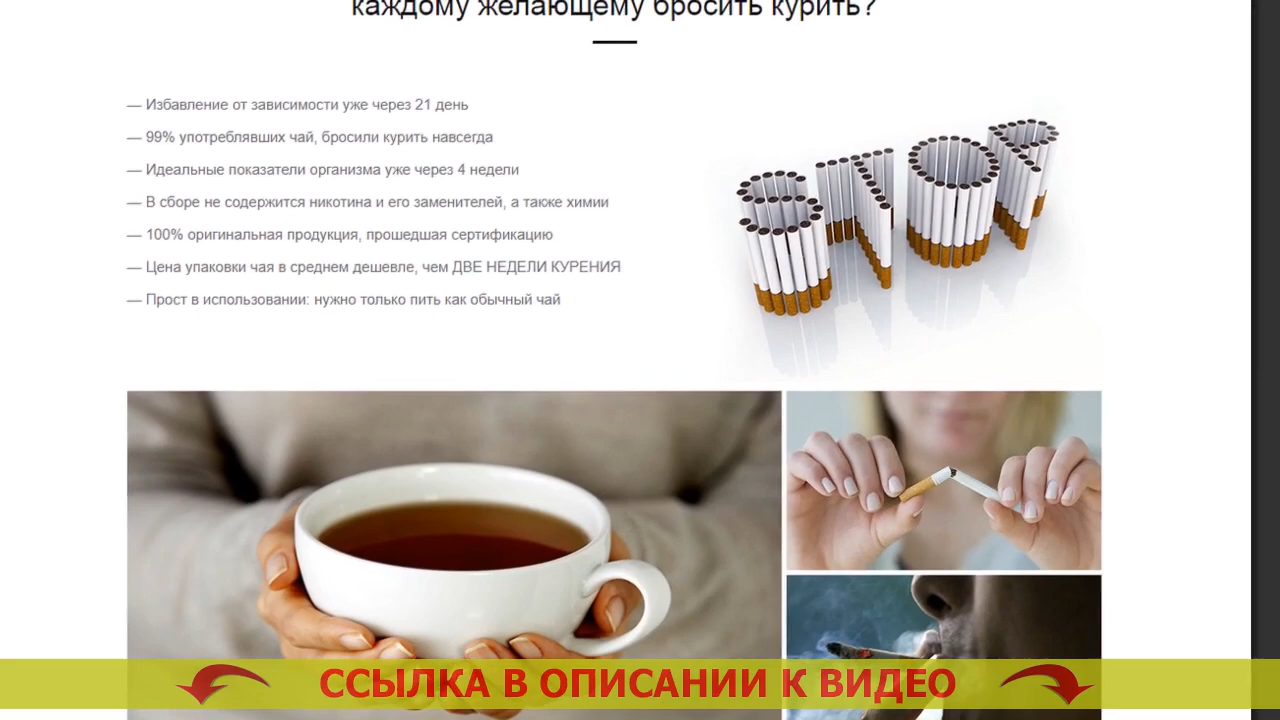 каждому желающему бросить курить?
— Избавление от зависимости уже через 21 день
— 99% употреблявших чай, бросили курить навсегда
— Идеальные показатели организма уже через 4 недели
— В сборе не содержится никотина и его заменителей, а также химии
— 100% оригинальная продукция, прошедшая сертификацию
— Цена упаковки чая в среднем дешевле, чем ДВЕ НЕДЕЛИ КУРЕНИЯ
— Прост в использовании: нужно только пить как обычный чай
STOP
ССЫЛКА В ОПИСАНИИ К ВИДЕО